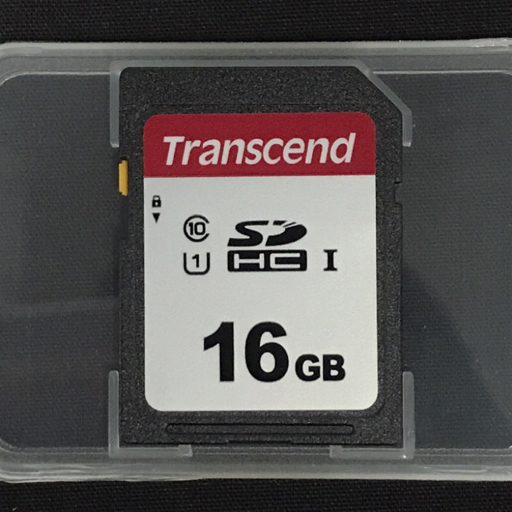 Transcend
10
SD
1
HC I
16GB